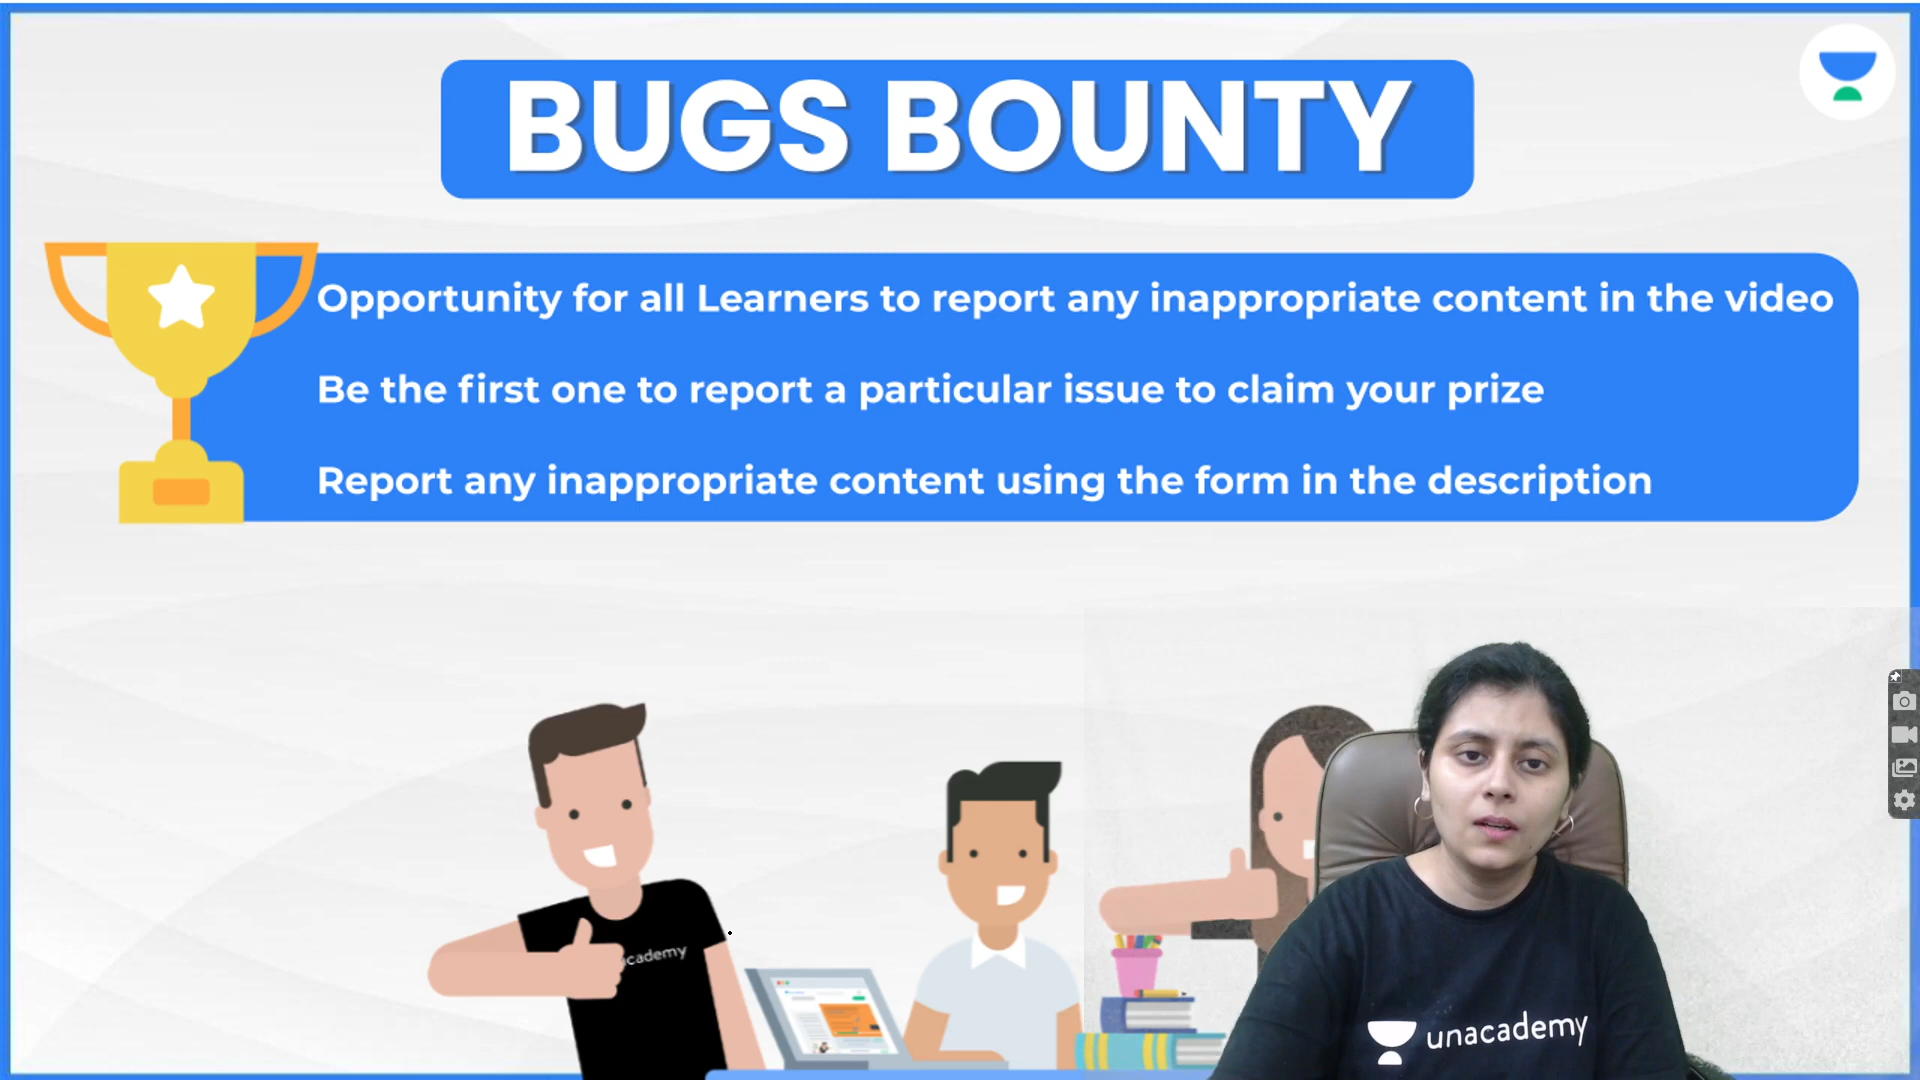 BUGS BOUNTY
Opportunity for all Learners to report any inappropriate content in the video
Be the first one to report a particular issue to claim your prize
Report any inappropriate content using the form in the description
cademy
unacademy